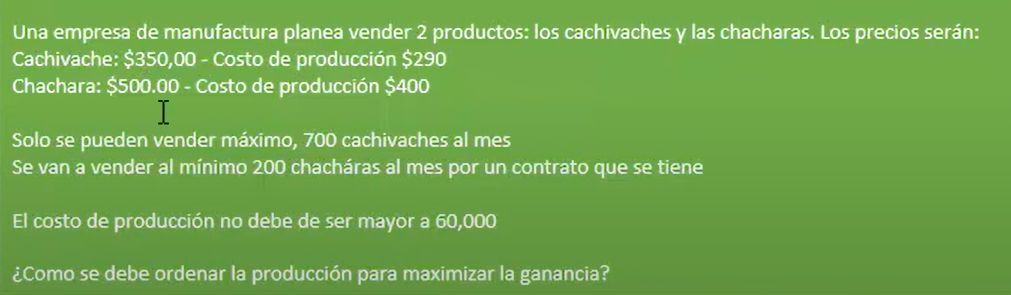 Una empresa de manufactura planea vender 2 productos: los cachivaches y las chacharas. Los precios serán:
Cachivache: $350,00 - Costo de producción $290
Chachara: $500.00 - Costo de producción $400
Solo se pueden vender máximo, 700 cachivaches al mes
Se van a vender al mínimo 200 chacháras al mes por un contrato que se tiene
El costo de producción no debe de ser mayor a 60,000
¿Como se debe ordenar la producción para maximizar la ganancia?